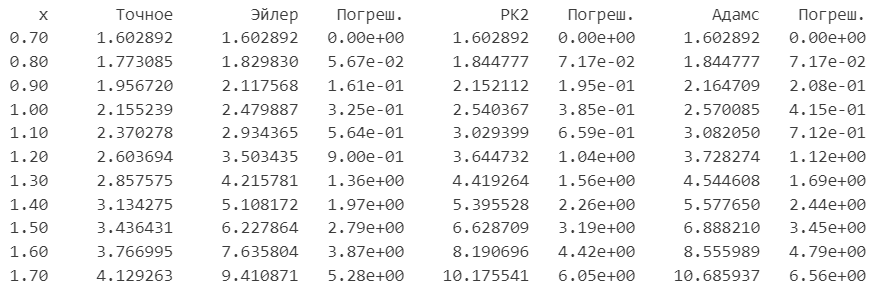 x Точное Эйлер Погреш. РК2 Погреш. Адамс Погреш.
0.70 1.602892 1.602892 0.00e+00 1.602892 0.00e+00 1.602892 0.00e+00
0.80 1.773085 1.829830 5.67e-02 1.844777 7.17e-02 1.844777 7.17e-02
0.90 1.956720 2.117568 1.61e-01 2.152112 1.95e-01 2.164709 2.08e-01
1.00 2.155239 2.479887 3.25e-01 2.540367 3.85e-01 2.570085 4.15e-01
1.10 2.370278 2.934365 5.64e-01 3.029399 6.59e-01 3.082050 7.12e-01
1.20 2.603694 3.503435 9.00e-01 3.644732 1.04e+00 3.728274 1.12e+00
1.30 2.857575 4.215781 1.36e+00 4.419264 1.56e+00 4.544608 1.69e+00
1.40 3.134275 5.108172 1.97e+00 5.395528 2.26e+00 5.577650 2.44e+00
1.50 3.436431 6.227864 2.79e+00 6.628709 3.19e+00 6.888210 3.45e+00
1.60 3.766995 7.635804 3.87e+00 8.190696 4.42e+00 8.555989 4.79e+00
1.70 4.129263 9.410871 5.28e+00 10.175541 6.05e+00 10.685937 6.56e+00